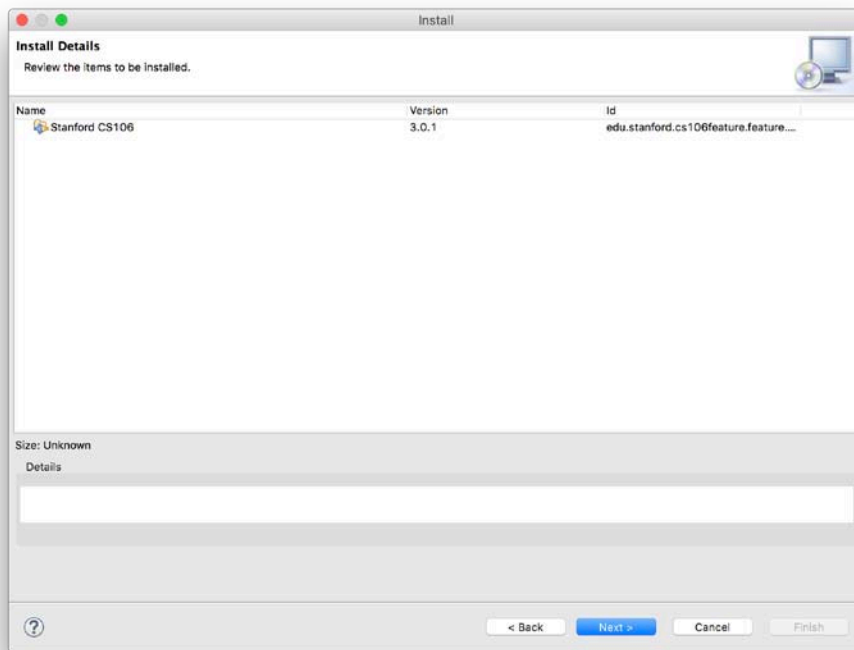 Install
Install Details
Review the items to be installed.
Name Version Id
Stanford CS106 3.0.1 edu.stanford.cs106feature.feature....
Size: Unknown
Details
? < Back Next > Cancel Finish